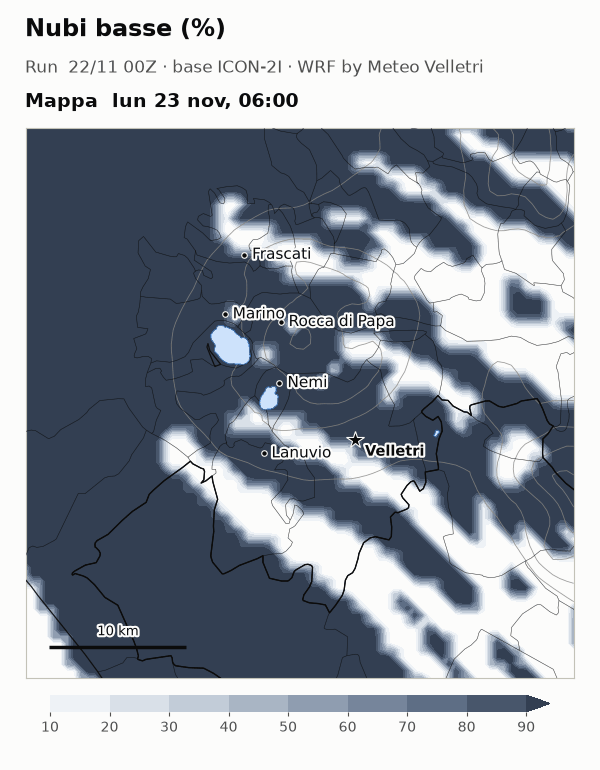 Nubi basse (%)
Run  22/11 00Z · base ICON-2I · WRF by Meteo Velletri
Mappa  lun 23 nov, 06:00
Frascati
Marino
Rocca di Papa
Nemi
Velletri
Lanuvio
10 km
10 20 30 40 50 60 70 80 90